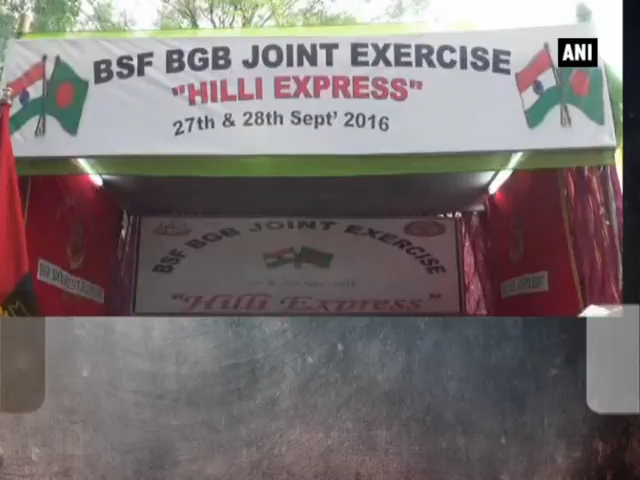 ANI
BSF BGB JOINT EXERCISE
"HILLI EXPRESS"
27th & 28th Sept' 2016
BSF BGB JOINT EXERCISE
"Hilli Express"